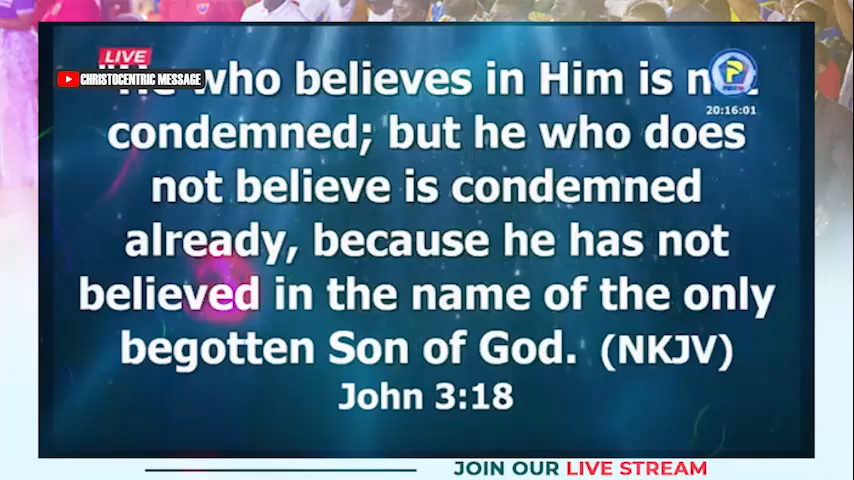 LIVE
CHRISTOCENTRIC MESSAGE
who believes in Him is
20:16:01
condemned; but he who does
not believe is condemned
already, because he has not
believed in the name of the only
begotten Son of God. (NKJV)
John 3:18
JOIN OUR LIVE STREAM